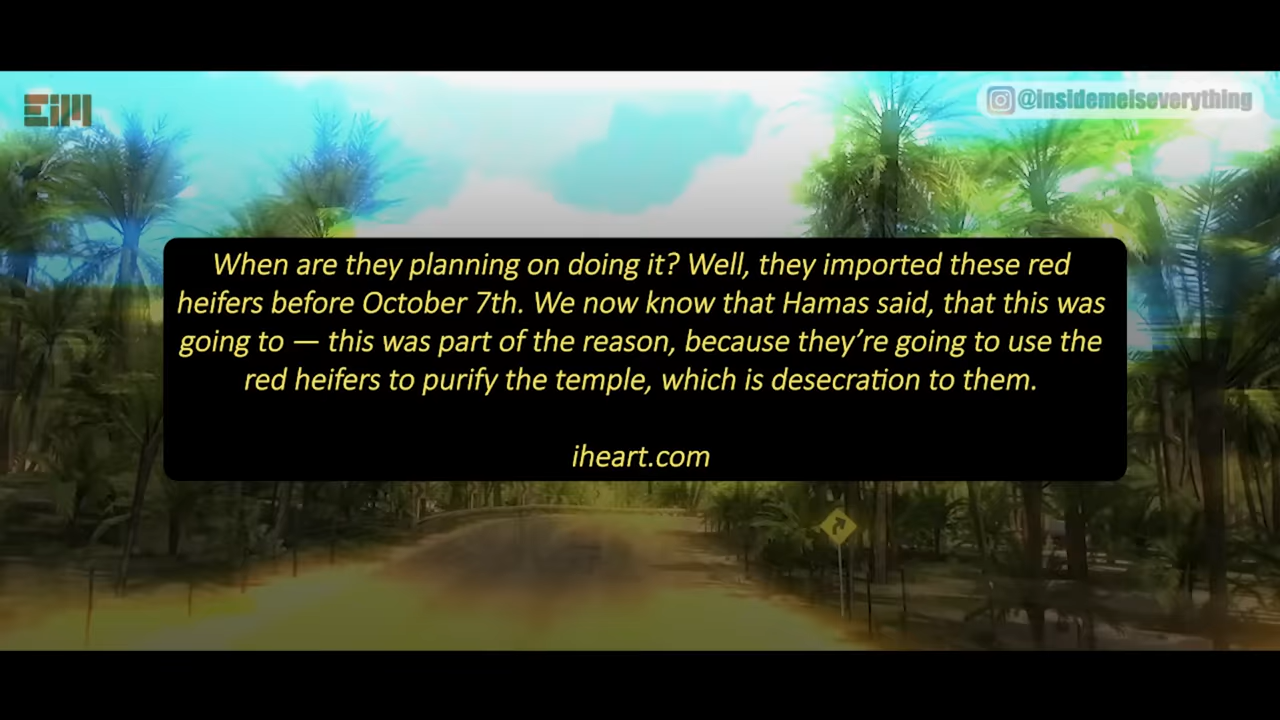 EiM
@insidemeiseverything
When are they planning on doing it? Well, they imported these red
heifers before October 7th. We now know that Hamas said, that this was
going to — this was part of the reason, because they’re going to use the
red heifers to purify the temple, which is desecration to them.
iheart.com